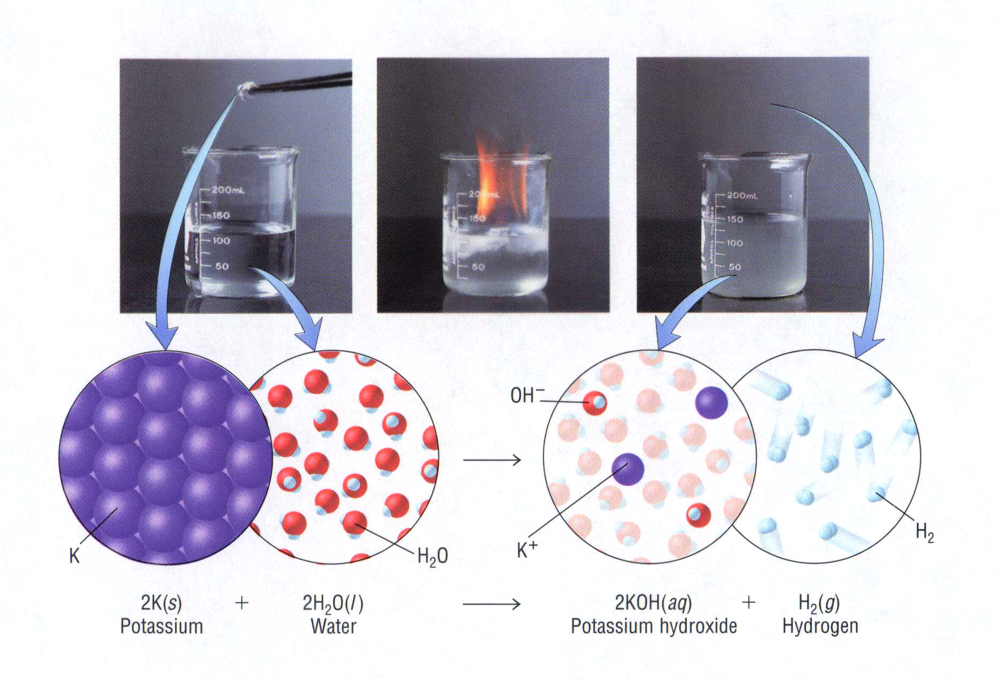 200mL
150
100
50
200mL
150
50
200mL
150
100
50
OH⁻
K
H₂O
K⁺
H₂
2K(s) + 2H₂O(l) → 2KOH(aq) + H₂(g)
Potassium Water Potassium hydroxide Hydrogen